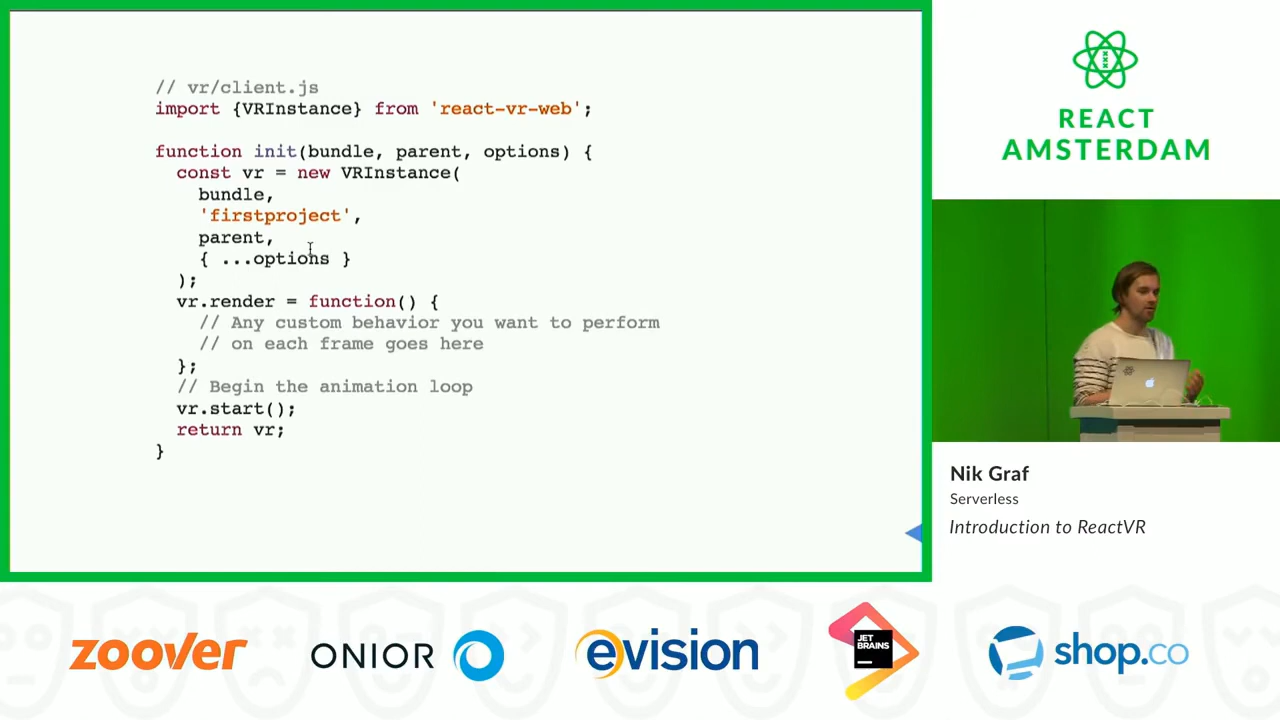 // vr/client.js
import {VRInstance} from 'react-vr-web';
function init(bundle, parent, options) {
const vr = new VRInstance(
bundle,
'firstproject',
parent,
{ ...options }
);
vr.render = function() {
// Any custom behavior you want to perform
// on each frame goes here
};
// Begin the animation loop
vr.start();
return vr;
}
REACT
AMSTERDAM
Nik Graf
Serverless
Introduction to ReactVR
zoover
ONIOR
evision
JET
BRAINS
shop.co